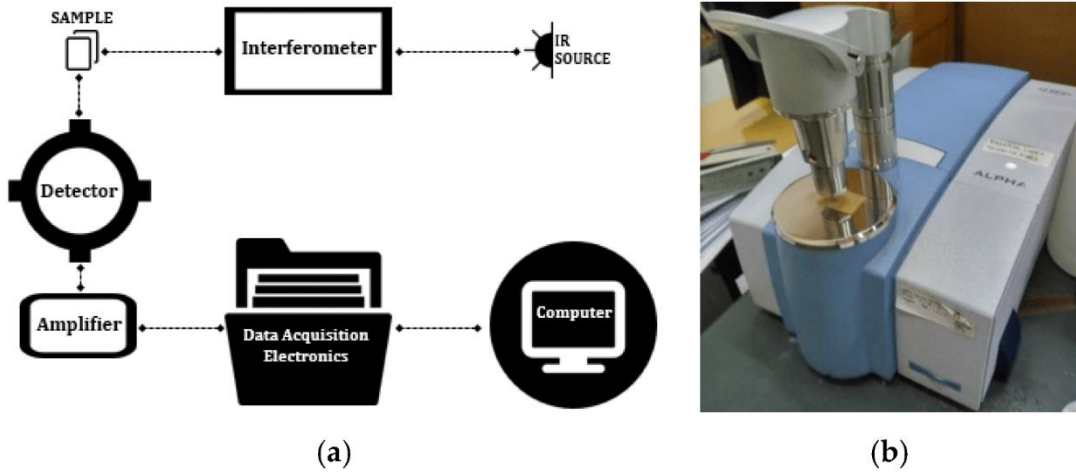 SAMPLE
Interferometer
IR
SOURCE
Detector
Amplifier
Data Acquisition
Electronics
Computer
ALPHA
(a)
(b)